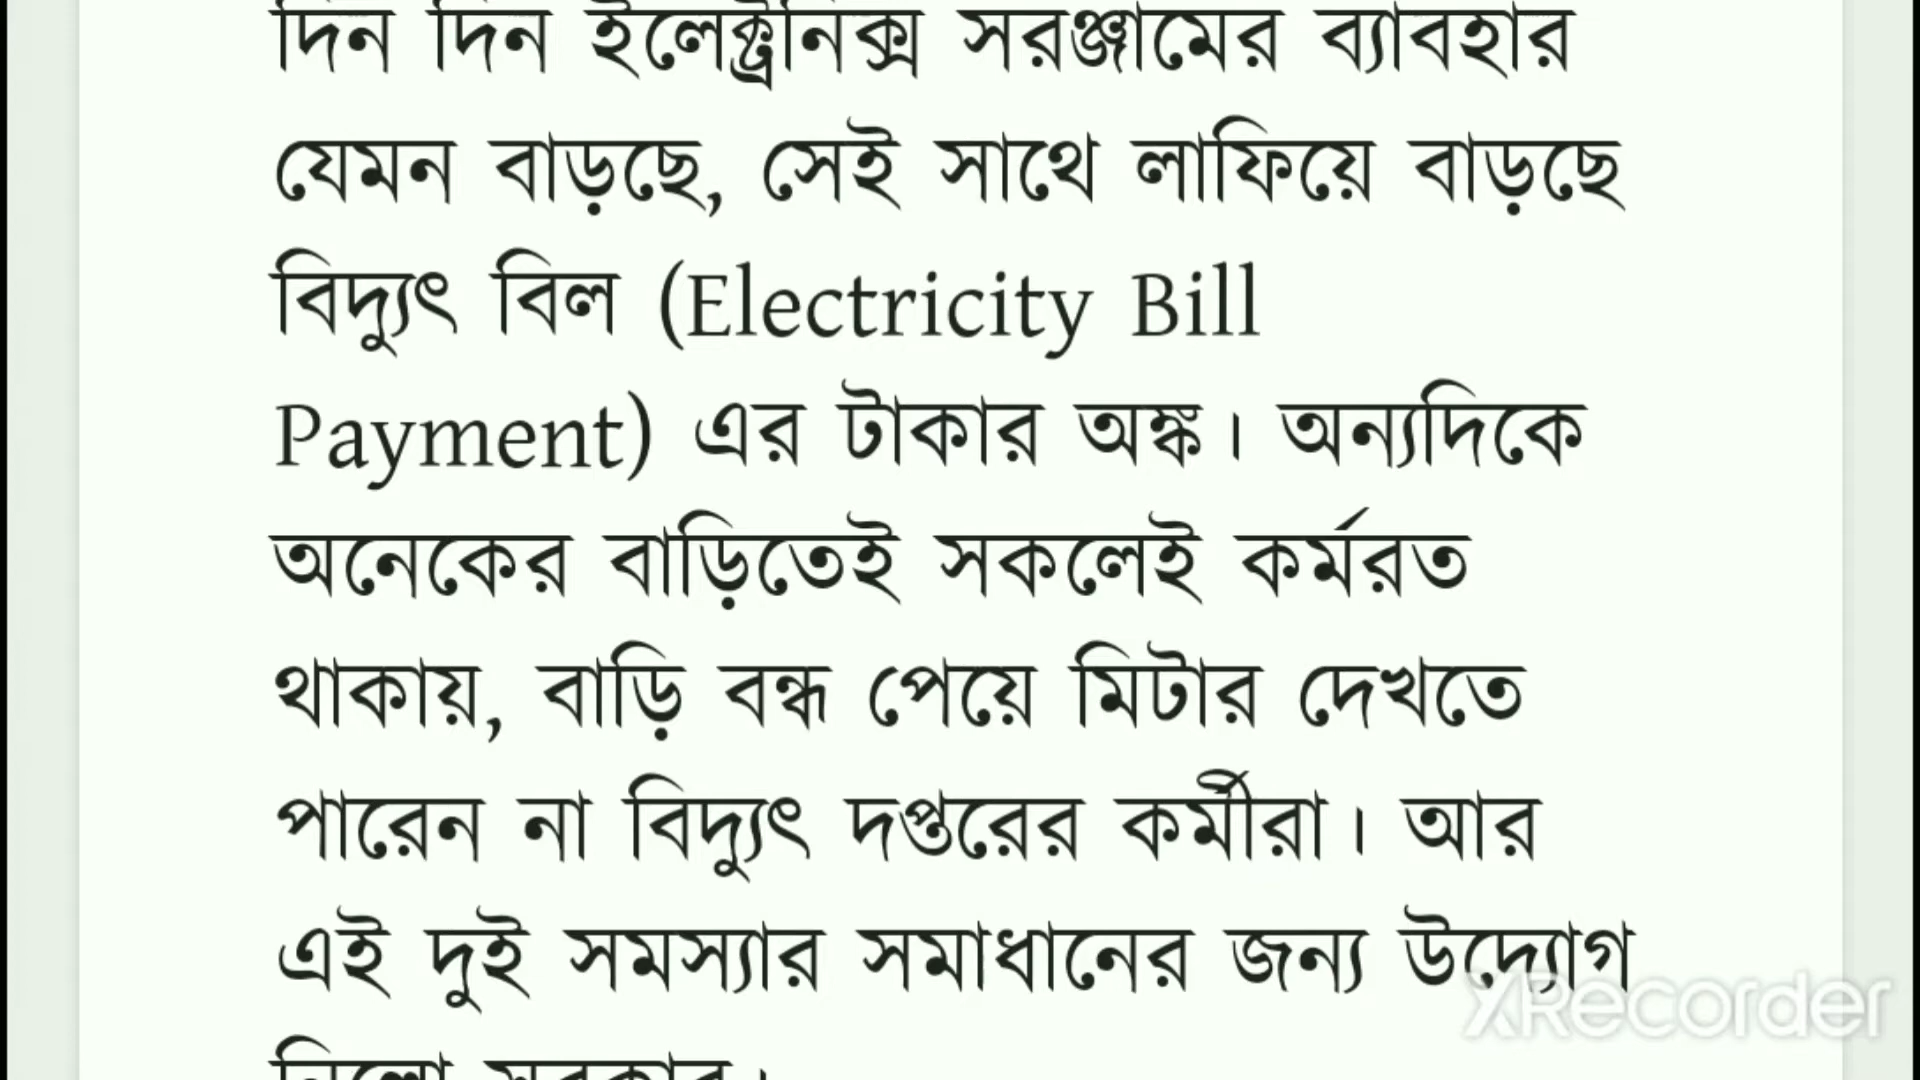 দিন দিন ইলেক্ট্রনিক্স সরঞ্জামের ব্যাবহার
যেমন বাড়ছে, সেই সাথে লাফিয়ে বাড়ছে
বিদ্যুৎ বিল (Electricity Bill
Payment) এর টাকার অঙ্ক। অন্যদিকে
অনেকের বাড়িতেই সকলেই কর্মরত
থাকায়, বাড়ি বন্ধ পেয়ে মিটার দেখতে
পারেন না বিদ্যুৎ দপ্তরের কর্মীরা। আর
এই দুই সমস্যার সমাধানের জন্য উদ্যোগ
নিলো সরকার।
XRecorder